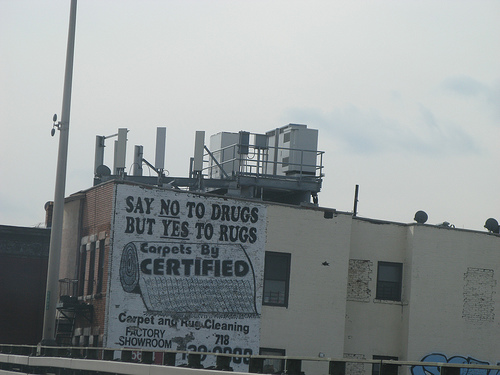 SAY NO TO DRUGS
BUT YES TO RUGS
Carpets By
CERTIFIED
Carpet and Rug Cleaning
FACTORY
SHOWROOM
718